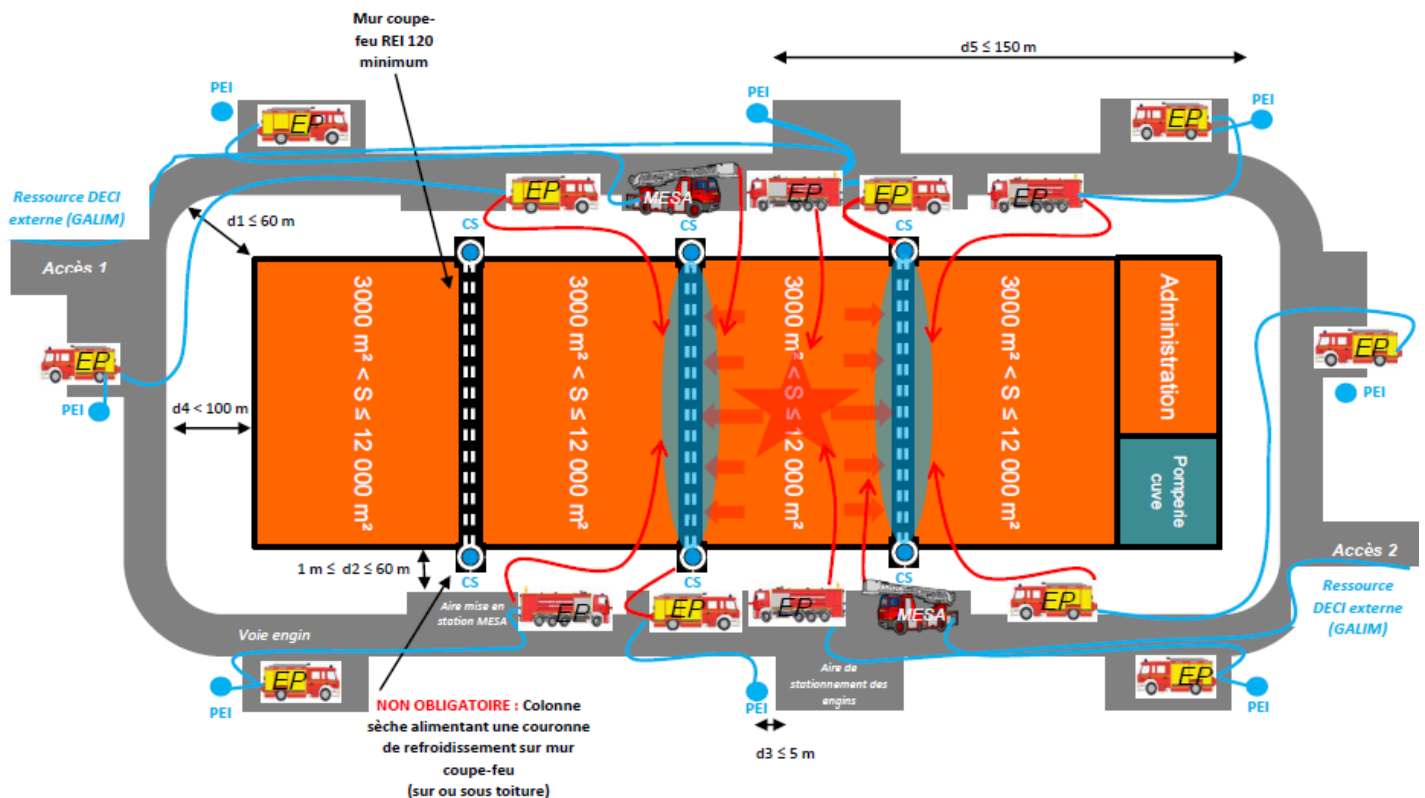 Mur coupe-
feu REI 120
minimum
d5 ≤ 150 m
PEI
EP
PEI
EP
PEI
Ressource DECI
externe (GALIM)
EP
MESA
EP
EP
EP
d1 ≤ 60 m
CS
CS
CS
Accès 1
3000 m² < S ≤ 12 000 m²
3000 m² < S ≤ 12 000 m²
3000 m² < S ≤ 12 000 m²
3000 m² < S ≤ 12 000 m²
Administration
Pomperie
cuve
EP
PEI
EP
PEI
d4 < 100 m
1 m ≤ d2 ≤ 60 m
CS
CS
CS
Accès 2
Ressource
DECI externe
(GALIM)
Aire mise en
station MESA
EP
EP
EP
MESA
EP
Voie engin
EP
PEI
PEI
Aire de
stationnement des
engins
EP
PEI
NON OBLIGATOIRE : Colonne
sèche alimentant une couronne
de refroidissement sur mur
coupe-feu
(sur ou sous toiture)
d3 ≤ 5 m